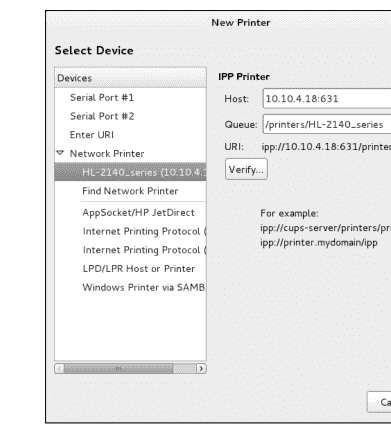 New Printer
Select Device
Devices
Serial Port #1
Serial Port #2
Enter URI
Network Printer
HL-2140_series (10.10.4.
Find Network Printer
AppSocket/HP JetDirect
Internet Printing Protocol (
Internet Printing Protocol (
LPD/LPR Host or Printer
Windows Printer via SAMB
IPP Printer
Host: 10.10.4.18:631
Queue: /printers/HL-2140_series
URI: ipp://10.10.4.18:631/printer
Verify...
For example:
ipp://cups-server/printers/pri
ipp://printer.mydomain/ipp
Ca